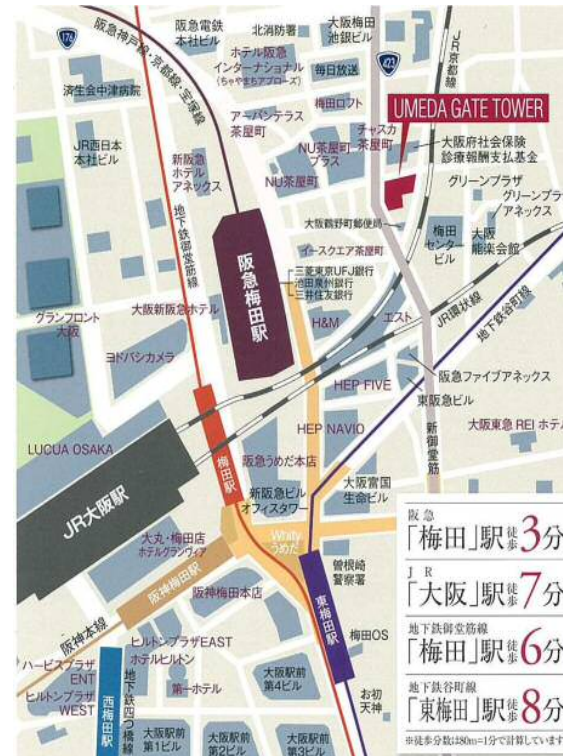 176
阪急神戸線・京都線・宝塚線
阪急電鉄
本社ビル
北消防署
大阪梅田
池銀ビル
JR京都線
423
ホテル阪急
インターナショナル
(ちゃやまちアプローズ)
毎日放送
済生会中津病院
梅田ロフト
UMEDA GATE TOWER
アーバンテラス
茶屋町
チャスカ
茶屋町
JR西日本
本社ビル
NU茶屋町
プラス
大阪府社会保険
診療報酬支払基金
新阪急
ホテル
アネックス
NU茶屋町
グリーンプラザ
グリーンプラザ
アネックス
地下鉄御堂筋線
大阪鶴野町郵便局
梅田
センター
ビル
大阪
能楽会館
イースクエア茶屋町
阪急梅田駅
三菱東京UFJ銀行
池田泉州銀行
三井住友銀行
グランフロント
大阪
大阪新阪急ホテル
H&M
エスト
JR環状線
地下鉄谷町線
ヨドバシカメラ
阪急ファイブアネックス
HEP FIVE
東阪急ビル
HEP NAVIO
大阪東急 REI ホテル
新御堂筋
LUCUA OSAKA
梅田駅
阪急うめだ本店
JR大阪駅
新阪急ビル
オフィスタワー
大阪富国
生命ビル
大丸・梅田店
ホテルグランヴィア
Whity
うめだ
曽根崎
警察署
阪神梅田駅
阪神梅田本店
東梅田駅
阪神本線
ヒルトンプラザEAST
ホテルヒルトン
梅田OS
ハービスプラザ
ENT
ヒルトンプラザ
WEST
西梅田駅
地下鉄四つ橋線
第一ホテル
大阪駅前
第4ビル
お初
天神
大阪駅前
第1ビル
大阪駅前
第2ビル
大阪駅前
第3ビル
阪急
「梅田」駅徒歩3分
JR
「大阪」駅徒歩7分
地下鉄御堂筋線
「梅田」駅徒歩6分
地下鉄谷町線
「東梅田」駅徒歩8分
※徒歩分数は80m=1分で計算しています